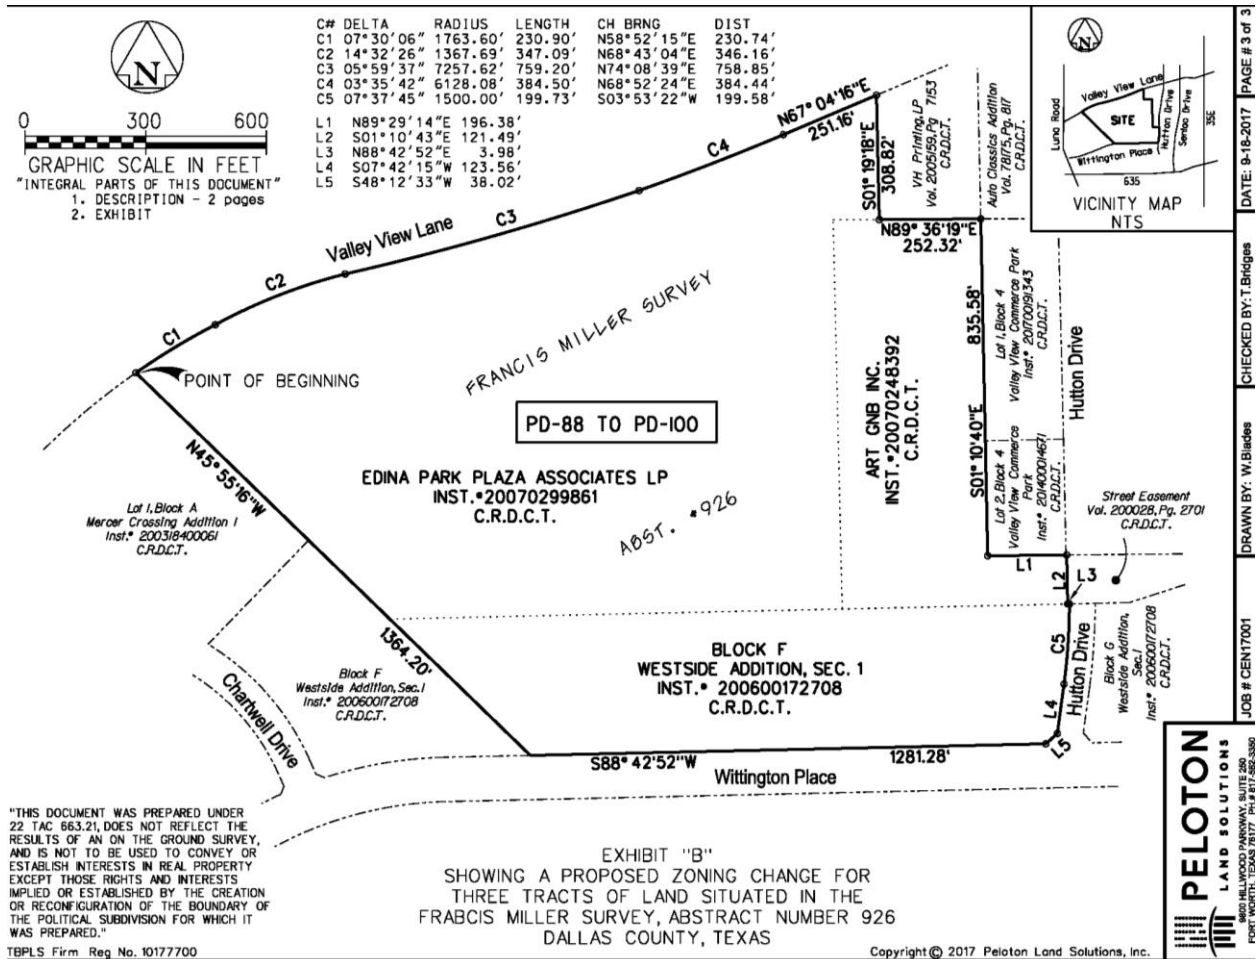 N
0 300 600
GRAPHIC SCALE IN FEET
"INTEGRAL PARTS OF THIS DOCUMENT"
1. DESCRIPTION - 2 pages
2. EXHIBIT
C# DELTA RADIUS LENGTH CH BRNG DIST
C1 07°30'06" 1763.60' 230.90' N58°52'15"E 230.74'
C2 14°32'26" 1367.69' 347.09' N68°43'04"E 346.16'
C3 05°59'37" 7257.62' 759.20' N74°08'39"E 758.85'
C4 03°35'42" 6128.08' 384.50' N68°52'24"E 384.44'
C5 07°37'45" 1500.00' 199.73' S03°53'22"W 199.58'
L1 N89°29'14"E 196.38'
L2 S01°10'43"E 121.49'
L3 N88°42'52"E 3.98'
L4 S07°42'15"W 123.56'
L5 S48°12'33"W 38.02'
N
Valley View Lane
Luna Road
SITE
Hutton Drive
Senlac Drive
35E
Wittington Place
635
VICINITY MAP
NTS
PAGE # 3 of 3
DATE: 9-18-2017
CHECKED BY: T.Bridges
DRAWN BY: W.Blades
JOB # CEN17001
N67° 04'16"E
251.16'
C4
C3
Valley View Lane
C2
C1
S01° 19'18"E
308.82'
VH Printing, LP
Vol. 2005159, Pg 7153
C.R.D.C.T.
Auto Classics Addition
Vol. 78175, Pg. 817
C.R.D.C.T.
N89° 36'19"E
252.32'
FRANCIS MILLER SURVEY
POINT OF BEGINNING
PD-88 TO PD-100
835.58'
S01° 10'40"E
Lot 1, Block 4
Valley View Commerce Park
Inst.* 201700191343
C.R.D.C.T.
Hutton Drive
ART GNB INC.
INST.*20070248392
C.R.D.C.T.
Lot 2, Block 4
Valley View Commerce
Park
Inst.* 201400014671
C.R.D.C.T.
N45° 55'16"W
EDINA PARK PLAZA ASSOCIATES LP
INST.*20070299861
C.R.D.C.T.
ABST. *926
Lot 1, Block A
Mercer Crossing Addition 1
Inst.* 200318400061
C.R.D.C.T.
Street Easement
Vol. 200028, Pg. 2701
C.R.D.C.T.
L1
L2
L3
1364.20'
BLOCK F
WESTSIDE ADDITION, SEC. 1
INST.* 200600172708
C.R.D.C.T.
C5
Hutton Drive
Block G
Westside Addition,
Sec.1
Inst.* 200600172708
C.R.D.C.T.
Block F
Westside Addition, Sec.1
Inst.* 200600172708
C.R.D.C.T.
Chartwell Drive
L4
L5
S88° 42'52"W
1281.28'
Wittington Place
"THIS DOCUMENT WAS PREPARED UNDER
22 TAC 663.21, DOES NOT REFLECT THE
RESULTS OF AN ON THE GROUND SURVEY,
AND IS NOT TO BE USED TO CONVEY OR
ESTABLISH INTERESTS IN REAL PROPERTY
EXCEPT THOSE RIGHTS AND INTERESTS
IMPLIED OR ESTABLISHED BY THE CREATION
OR RECONFIGURATION OF THE BOUNDARY OF
THE POLITICAL SUBDIVISION FOR WHICH IT
WAS PREPARED."
TBPLS Firm Reg No. 10177700
EXHIBIT "B"
SHOWING A PROPOSED ZONING CHANGE FOR
THREE TRACTS OF LAND SITUATED IN THE
FRABCIS MILLER SURVEY, ABSTRACT NUMBER 926
DALLAS COUNTY, TEXAS
Copyright © 2017 Peloton Land Solutions, Inc.
PELOTON
LAND SOLUTIONS
9800 HILLWOOD PARKWAY, SUITE 250
FORT WORTH, TEXAS 76177 PH.# 817-562-3350